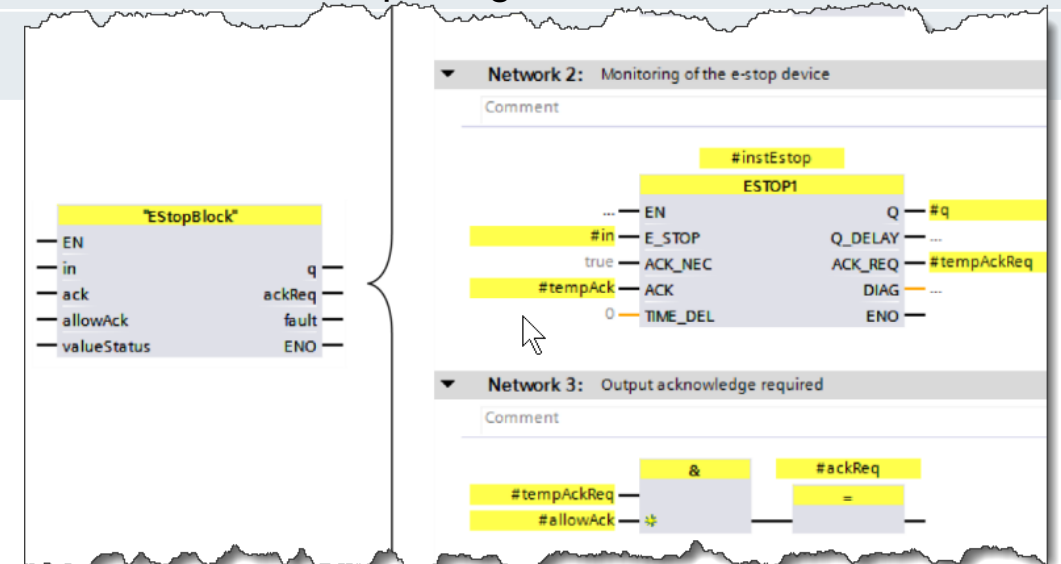 "EStopBlock"
EN
in q
ack ackReq
allowAck fault
valueStatus ENO
Network 2: Monitoring of the e-stop device
Comment
#instEstop
ESTOP1
... EN Q #q
#in E_STOP Q_DELAY ...
true ACK_NEC ACK_REQ #tempAckReq
#tempAck ACK DIAG ...
0 TIME_DEL ENO
Network 3: Output acknowledge required
Comment
& #ackReq
#tempAckReq =
#allowAck